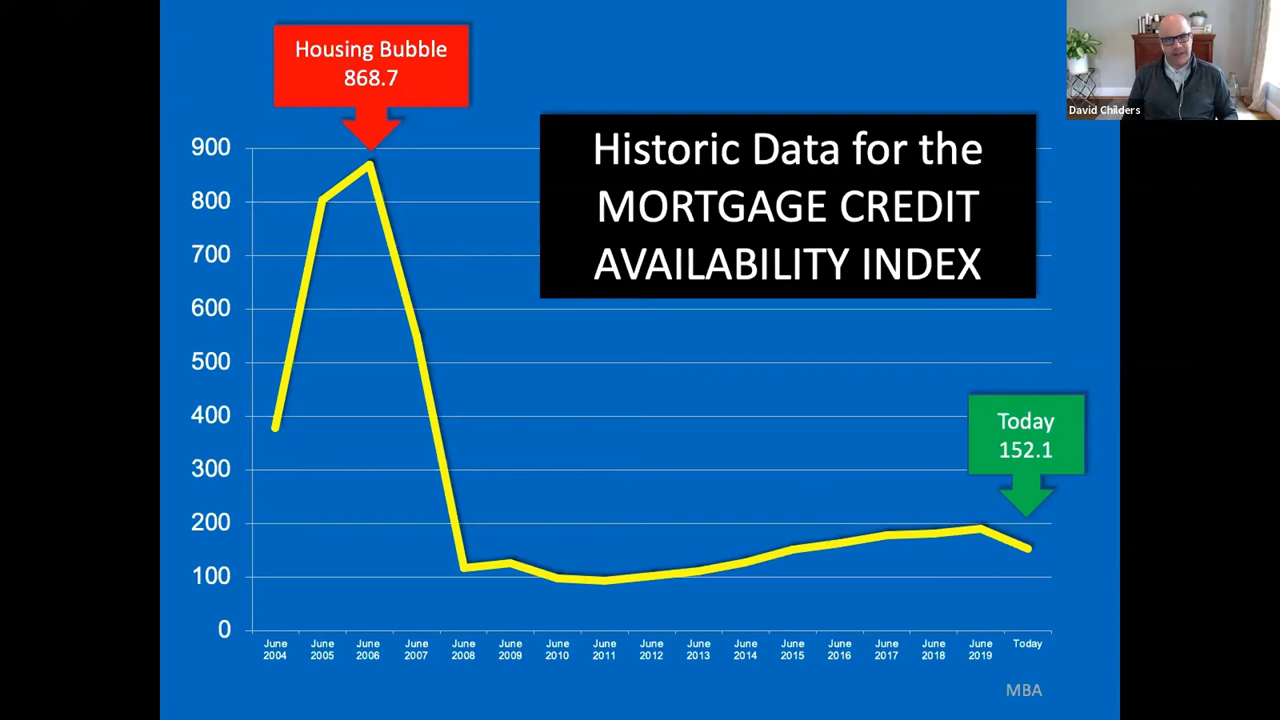 Housing Bubble
868.7
David Childers
Historic Data for the
MORTGAGE CREDIT
AVAILABILITY INDEX
900
800
700
600
500
400
300
200
100
0
Today
152.1
June 2004
June 2005
June 2006
June 2007
June 2008
June 2009
June 2010
June 2011
June 2012
June 2013
June 2014
June 2015
June 2016
June 2017
June 2018
June 2019
Today
MBA